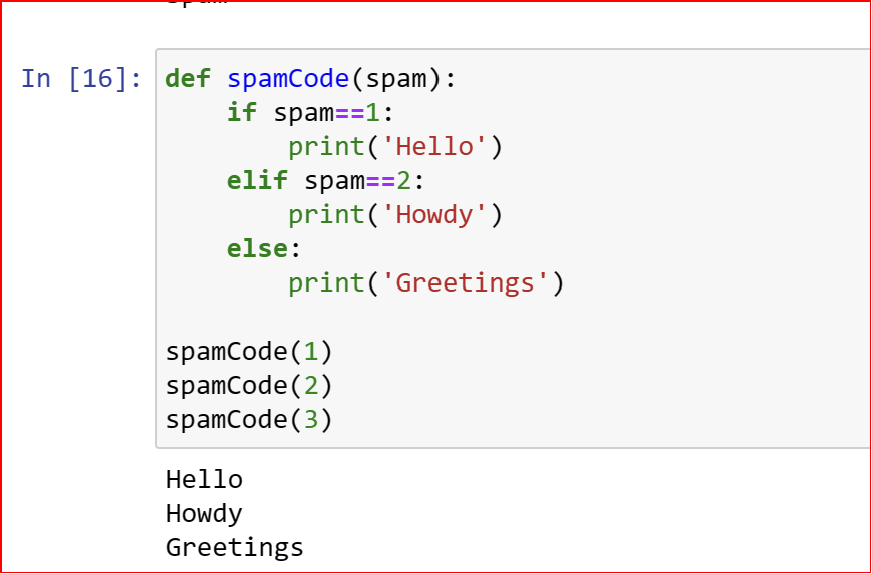 In [16]: def spamCode(spam):
    if spam==1:
        print('Hello')
    elif spam==2:
        print('Howdy')
    else:
        print('Greetings')
spamCode(1)
spamCode(2)
spamCode(3)
Hello
Howdy
Greetings